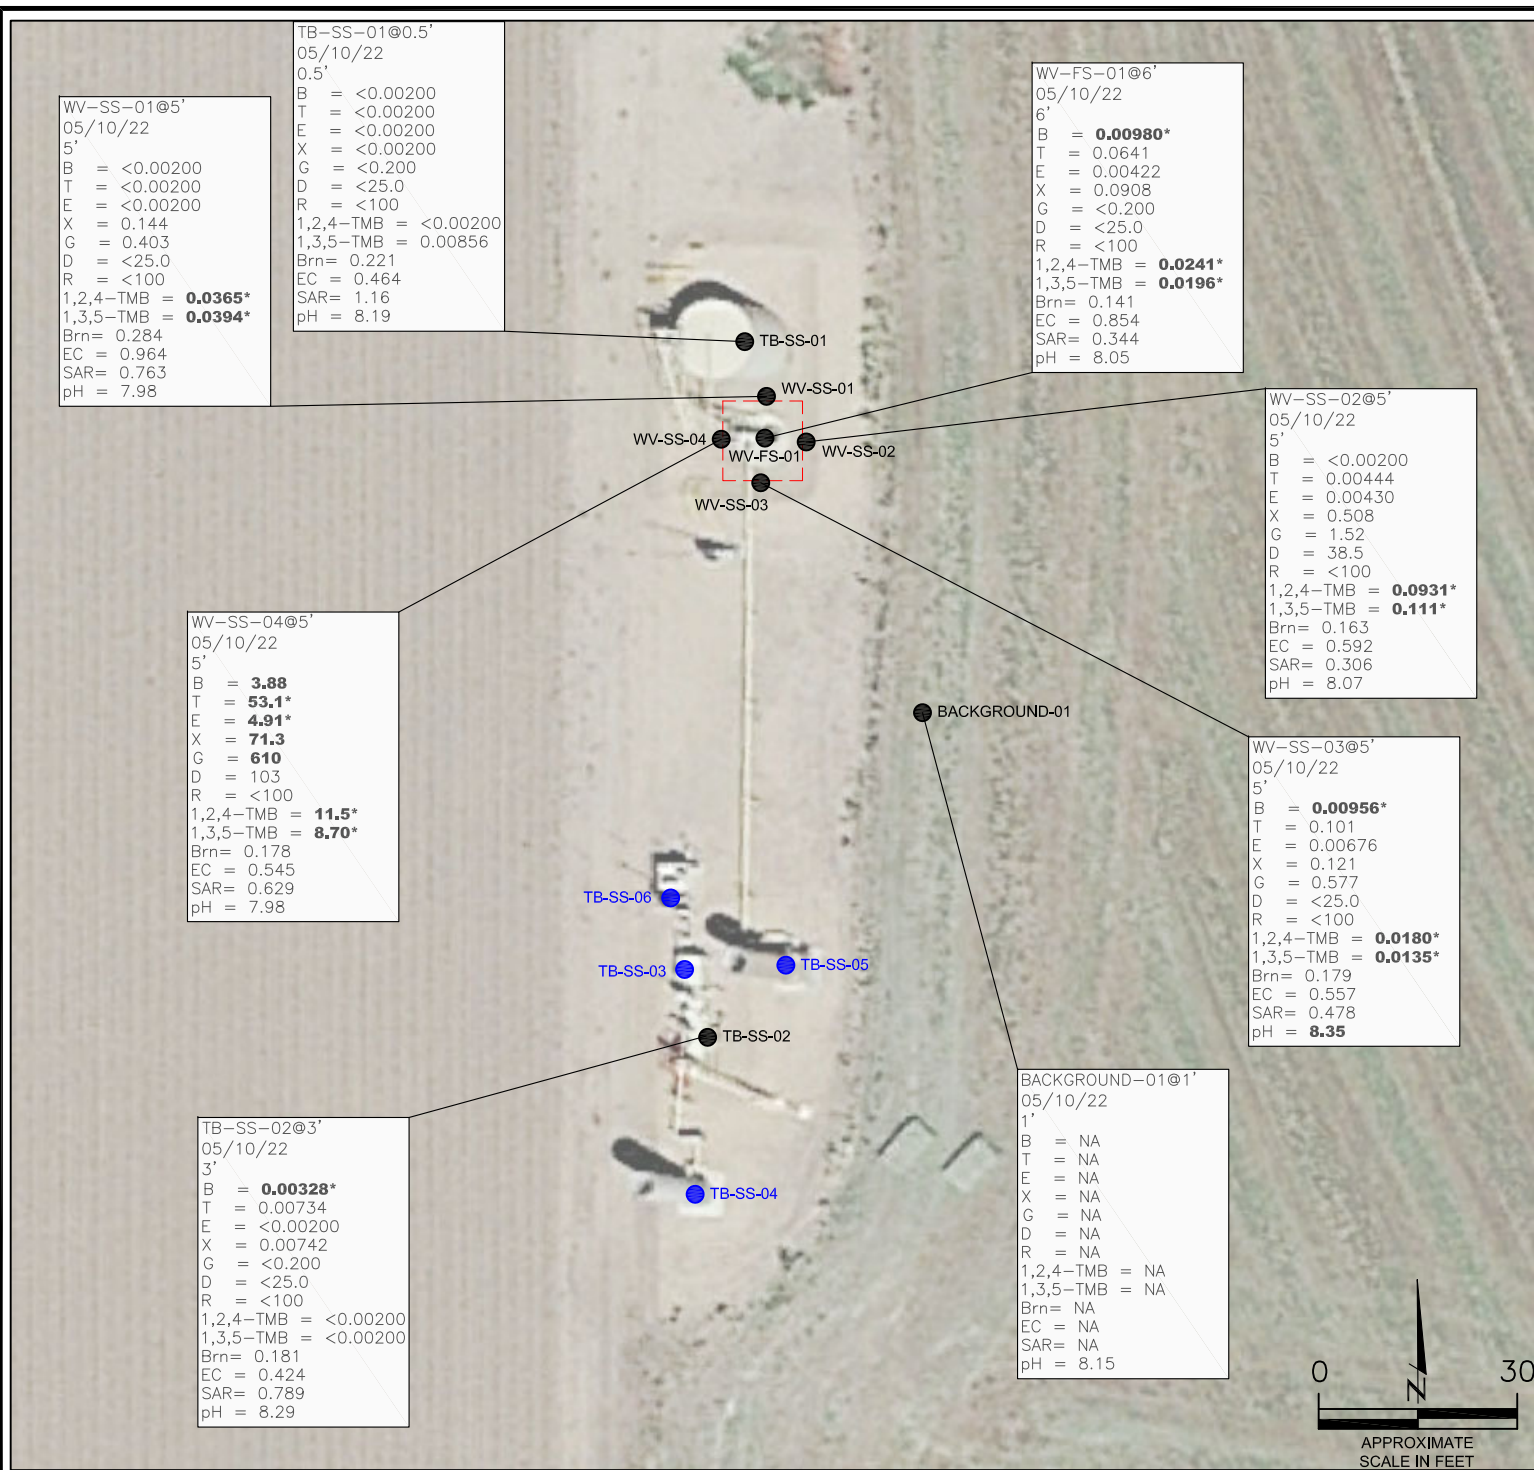 TB-SS-01@0.5'
05/10/22
0.5'
B = <0.00200
T = <0.00200
E = <0.00200
X = <0.00200
G = <0.200
D = <25.0
R = <100
1,2,4-TMB = <0.00200
1,3,5-TMB = 0.00856
Brn= 0.221
EC = 0.464
SAR= 1.16
pH = 8.19
WV-FS-01@6'
05/10/22
6'
B = 0.00980*
T = 0.0641
E = 0.00422
X = 0.0908
G = <0.200
D = <25.0
R = <100
1,2,4-TMB = 0.0241*
1,3,5-TMB = 0.0196*
Brn= 0.141
EC = 0.854
SAR= 0.344
pH = 8.05
WV-SS-01@5'
05/10/22
5'
B = <0.00200
T = <0.00200
E = <0.00200
X = 0.144
G = 0.403
D = <25.0
R = <100
1,2,4-TMB = 0.0365*
1,3,5-TMB = 0.0394*
Brn= 0.284
EC = 0.964
SAR= 0.763
pH = 7.98
TB-SS-01
WV-SS-01
WV-SS-04
WV-FS-01
WV-SS-02
WV-SS-03
WV-SS-02@5'
05/10/22
5'
B = <0.00200
T = 0.00444
E = 0.00430
X = 0.508
G = 1.52
D = 38.5
R = <100
1,2,4-TMB = 0.0931*
1,3,5-TMB = 0.111*
Brn= 0.163
EC = 0.592
SAR= 0.306
pH = 8.07
WV-SS-04@5'
05/10/22
5'
B = 3.88
T = 53.1*
E = 4.91*
X = 71.3
G = 610
D = 103
R = <100
1,2,4-TMB = 11.5*
1,3,5-TMB = 8.70*
Brn= 0.178
EC = 0.545
SAR= 0.629
pH = 7.98
BACKGROUND-01
WV-SS-03@5'
05/10/22
5'
B = 0.00956*
T = 0.101
E = 0.00676
X = 0.121
G = 0.577
D = <25.0
R = <100
1,2,4-TMB = 0.0180*
1,3,5-TMB = 0.0135*
Brn= 0.179
EC = 0.557
SAR= 0.478
pH = 8.35
TB-SS-06
TB-SS-03
TB-SS-05
TB-SS-02
TB-SS-04
TB-SS-02@3'
05/10/22
3'
B = 0.00328*
T = 0.00734
E = <0.00200
X = 0.00742
G = <0.200
D = <25.0
R = <100
1,2,4-TMB = <0.00200
1,3,5-TMB = <0.00200
Brn= 0.181
EC = 0.424
SAR= 0.789
pH = 8.29
BACKGROUND-01@1'
05/10/22
1'
B = NA
T = NA
E = NA
X = NA
G = NA
D = NA
R = NA
1,2,4-TMB = NA
1,3,5-TMB = NA
Brn= NA
EC = NA
SAR= NA
pH = 8.15
0 30
N
APPROXIMATE
SCALE IN FEET